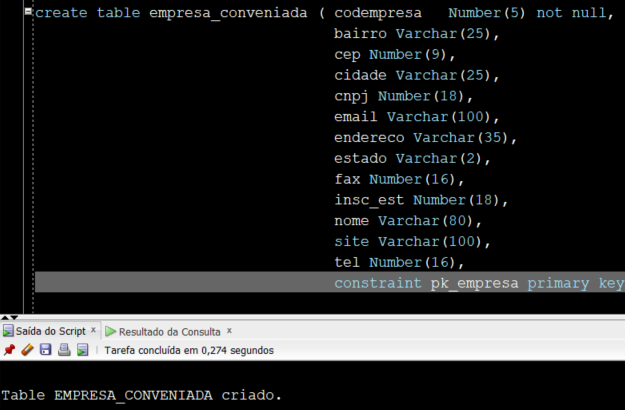 create table empresa_conveniada ( codempresa   Number(5) not null,
bairro Varchar(25),
cep Number(9),
cidade Varchar(25),
cnpj Number(18),
email Varchar(100),
endereco Varchar(35),
estado Varchar(2),
fax Number(16),
insc_est Number(18),
nome Varchar(80),
site Varchar(100),
tel Number(16),
constraint pk_empresa primary key
Saída do Script x Resultado da Consulta x
Tarefa concluída em 0,274 segundos
Table EMPRESA_CONVENIADA criado.